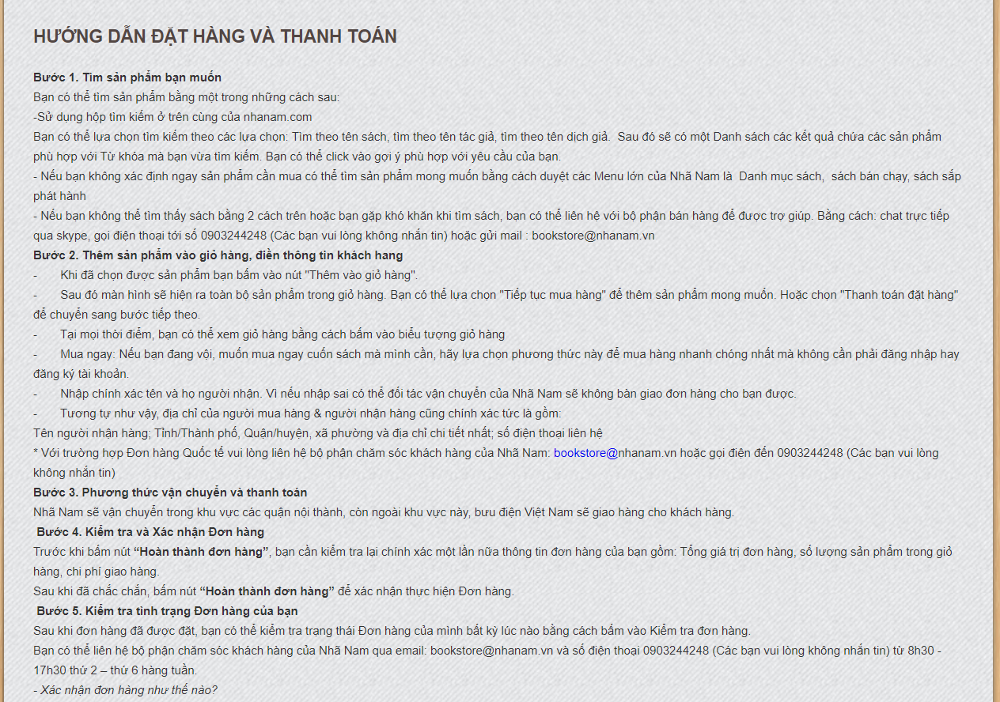 HƯỚNG DẪN ĐẶT HÀNG VÀ THANH TOÁN
Bước 1. Tìm sản phẩm bạn muốn
Bạn có thể tìm sản phẩm bằng một trong những cách sau:
-Sử dụng hộp tìm kiếm ở trên cùng của nhanam.com
Bạn có thể lựa chọn tìm kiếm theo các lựa chọn: Tìm theo tên sách, tìm theo tên tác giả, tìm theo tên dịch giả. Sau đó sẽ có một Danh sách các kết quả chứa các sản phẩm
phù hợp với Từ khóa mà bạn vừa tìm kiếm. Bạn có thể click vào gợi ý phù hợp với yêu cầu của bạn.
- Nếu bạn không xác định ngay sản phẩm cần mua có thể tìm sản phẩm mong muốn bằng cách duyệt các Menu lớn của Nhã Nam là Danh mục sách, sách bán chạy, sách sắp
phát hành
- Nếu bạn không thể tìm thấy sách bằng 2 cách trên hoặc bạn gặp khó khăn khi tìm sách, bạn có thể liên hệ với bộ phận bán hàng để được trợ giúp. Bằng cách: chat trực tiếp
qua skype, gọi điện thoại tới số 0903244248 (Các bạn vui lòng không nhắn tin) hoặc gửi mail : bookstore@nhanam.vn
Bước 2. Thêm sản phẩm vào giỏ hàng, điền thông tin khách hang
- Khi đã chọn được sản phẩm bạn bấm vào nút "Thêm vào giỏ hàng".
- Sau đó màn hình sẽ hiện ra toàn bộ sản phẩm trong giỏ hàng. Bạn có thể lựa chọn "Tiếp tục mua hàng" để thêm sản phẩm mong muốn. Hoặc chọn "Thanh toán đặt hàng"
để chuyển sang bước tiếp theo.
- Tại mọi thời điểm, bạn có thể xem giỏ hàng bằng cách bấm vào biểu tượng giỏ hàng
- Mua ngay: Nếu bạn đang vội, muốn mua ngay cuốn sách mà mình cần, hãy lựa chọn phương thức này để mua hàng nhanh chóng nhất mà không cần phải đăng nhập hay
đăng ký tài khoản.
- Nhập chính xác tên và họ người nhận. Vì nếu nhập sai có thể đối tác vận chuyển của Nhã Nam sẽ không bàn giao đơn hàng cho bạn được.
- Tương tự như vậy, địa chỉ của người mua hàng & người nhận hàng cũng chính xác tức là gồm:
Tên người nhận hàng; Tỉnh/Thành phố, Quận/huyện, xã phường và địa chỉ chi tiết nhất; số điện thoại liên hệ
* Với trường hợp Đơn hàng Quốc tế vui lòng liên hệ bộ phận chăm sóc khách hàng của Nhã Nam: bookstore@nhanam.vn hoặc gọi điện đến 0903244248 (Các bạn vui lòng
không nhắn tin)
Bước 3. Phương thức vận chuyển và thanh toán
Nhã Nam sẽ vận chuyển trong khu vực các quận nội thành, còn ngoài khu vực này, bưu điện Việt Nam sẽ giao hàng cho khách hàng.
Bước 4. Kiểm tra và Xác nhận Đơn hàng
Trước khi bấm nút “Hoàn thành đơn hàng”, bạn cần kiểm tra lại chính xác một lần nữa thông tin đơn hàng của bạn gồm: Tổng giá trị đơn hàng, số lượng sản phẩm trong giỏ
hàng, chi phí giao hàng.
Sau khi đã chắc chắn, bấm nút “Hoàn thành đơn hàng” để xác nhận thực hiện Đơn hàng.
Bước 5. Kiểm tra tình trạng Đơn hàng của bạn
Sau khi đơn hàng đã được đặt, bạn có thể kiểm tra trạng thái Đơn hàng của mình bất kỳ lúc nào bằng cách bấm vào Kiểm tra đơn hàng.
Bạn có thể liên hệ bộ phận chăm sóc khách hàng của Nhã Nam qua email: bookstore@nhanam.vn và số điện thoại 0903244248 (Các bạn vui lòng không nhắn tin) từ 8h30 -
17h30 thứ 2 – thứ 6 hàng tuần.
- Xác nhận đơn hàng như thế nào?